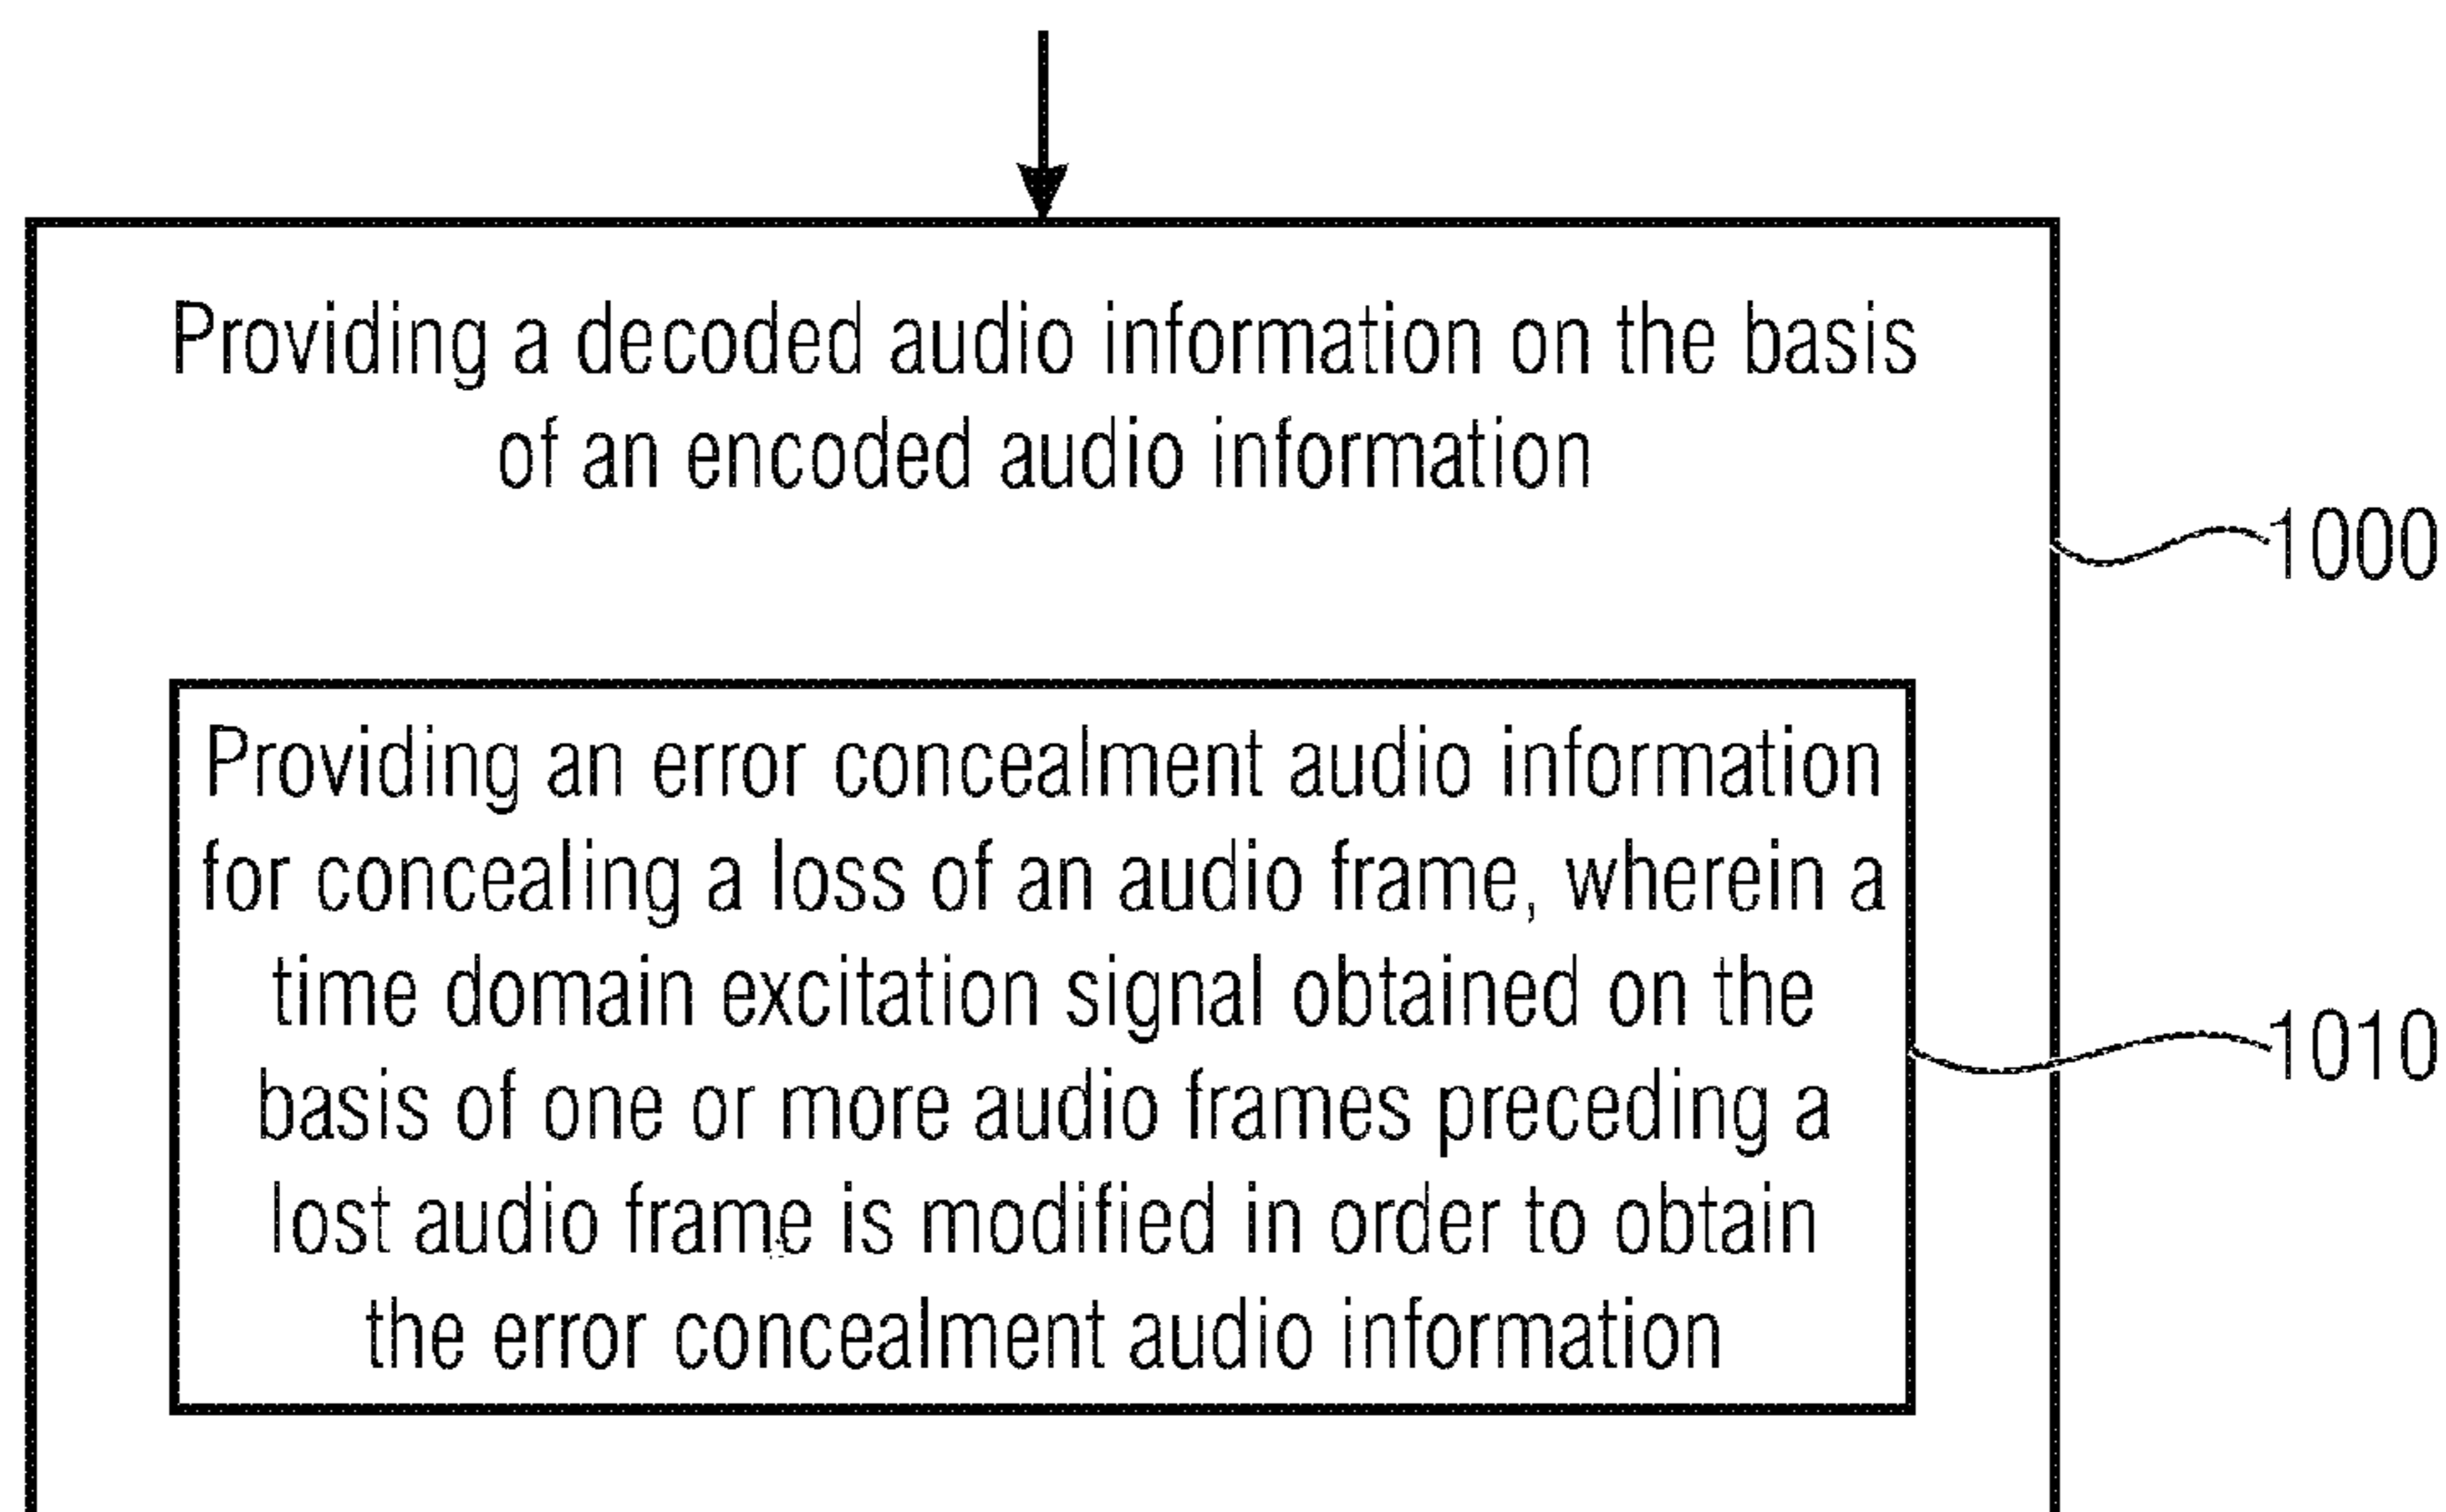 Providing a decoded audio information on the basis
of an encoded audio information
1000
Providing an error concealment audio information
for concealing a loss of an audio frame, wherein a
time domain excitation signal obtained on the
basis of one or more audio frames preceding a
lost audio frame is modified in order to obtain
the error concealment audio information
1010